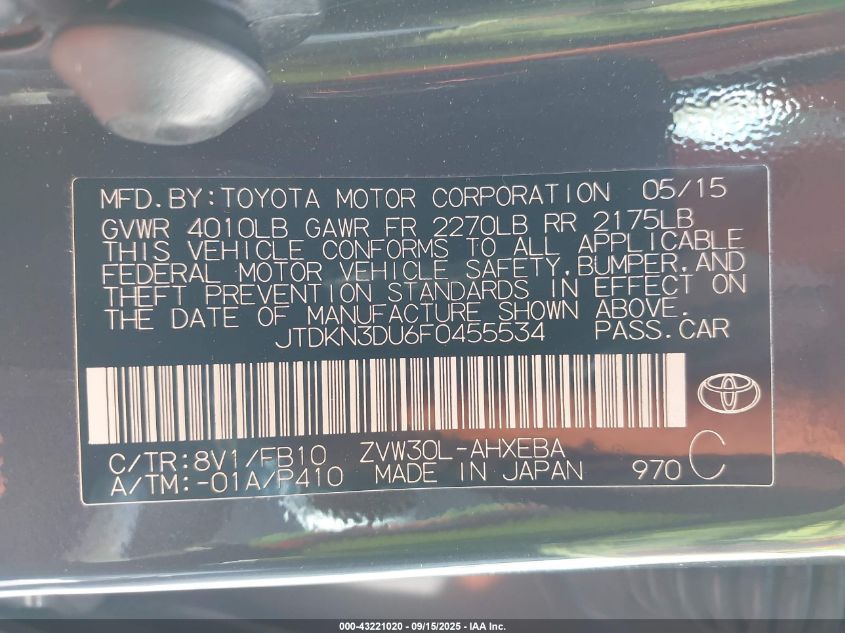 MFD.BY:TOYOTA MOTOR CORPORATION 05/15
GVWR 4010LB GAWR FR 2270LB RR 2175LB
THIS VEHICLE CONFORMS TO ALL APPLICABLE
FEDERAL MOTOR VEHICLE SAFETY,BUMPER,AND
THEFT PREVENTION STANDARDS IN EFFECT ON
THE DATE OF MANUFACTURE SHOWN ABOVE.
JTDKN3DU6F0455534 PASS.CAR
C/TR:8V1/FB10 ZVW30L-AHXEBA
A/TM:-01A/P410 MADE IN JAPAN 970 C
000-43221020 - 09/15/2025 - IAA Inc.